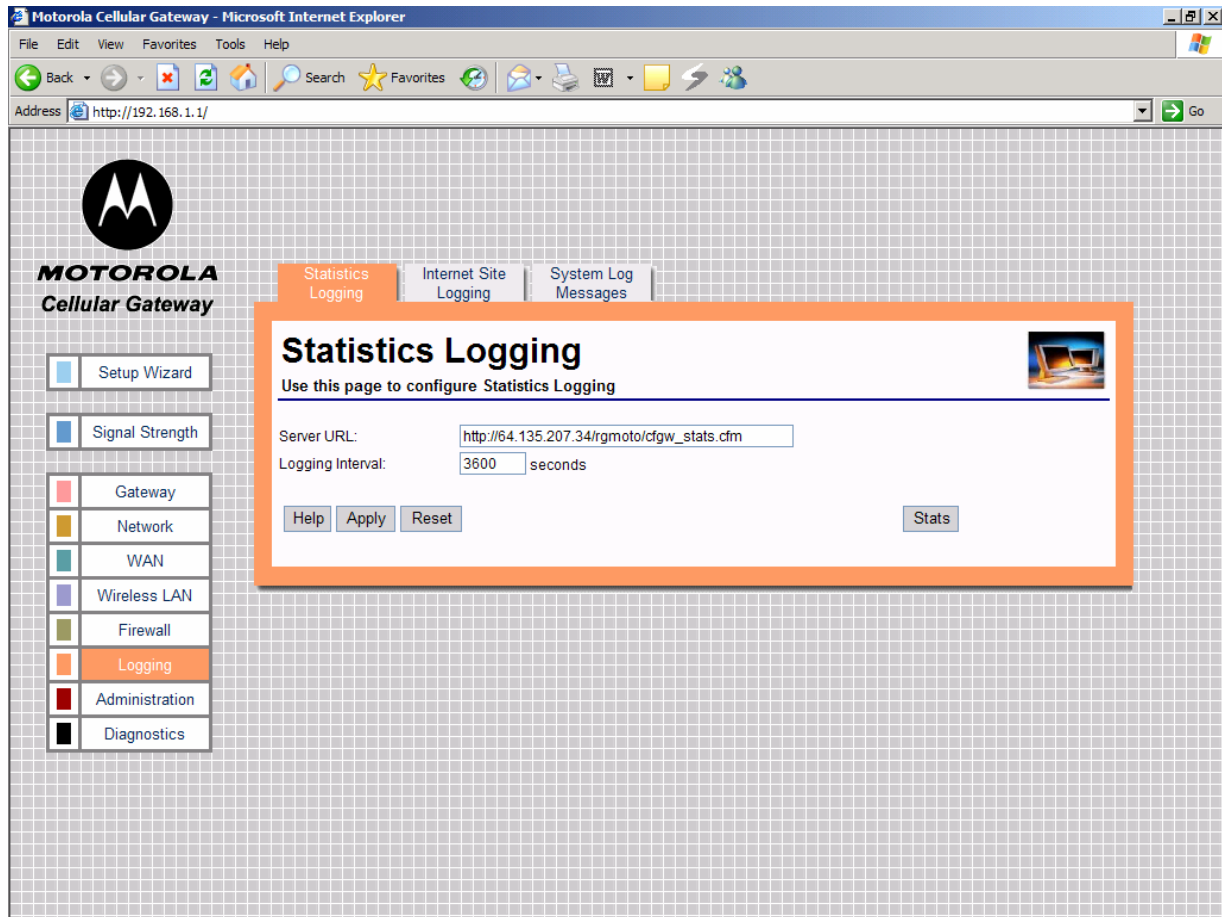 Motorola Cellular Gateway - Microsoft Internet Explorer
File Edit View Favorites Tools Help
Back Search Favorites
Address http://192.168.1.1/ Go
MOTOROLA
Cellular Gateway
Statistics
Logging
Internet Site
Logging
System Log
Messages
Statistics Logging
Use this page to configure Statistics Logging
Server URL: http://64.135.207.34/rgmoto/cfgw_stats.cfm
Logging Interval: 3600 seconds
Help Apply Reset Stats
Setup Wizard
Signal Strength
Gateway
Network
WAN
Wireless LAN
Firewall
Logging
Administration
Diagnostics